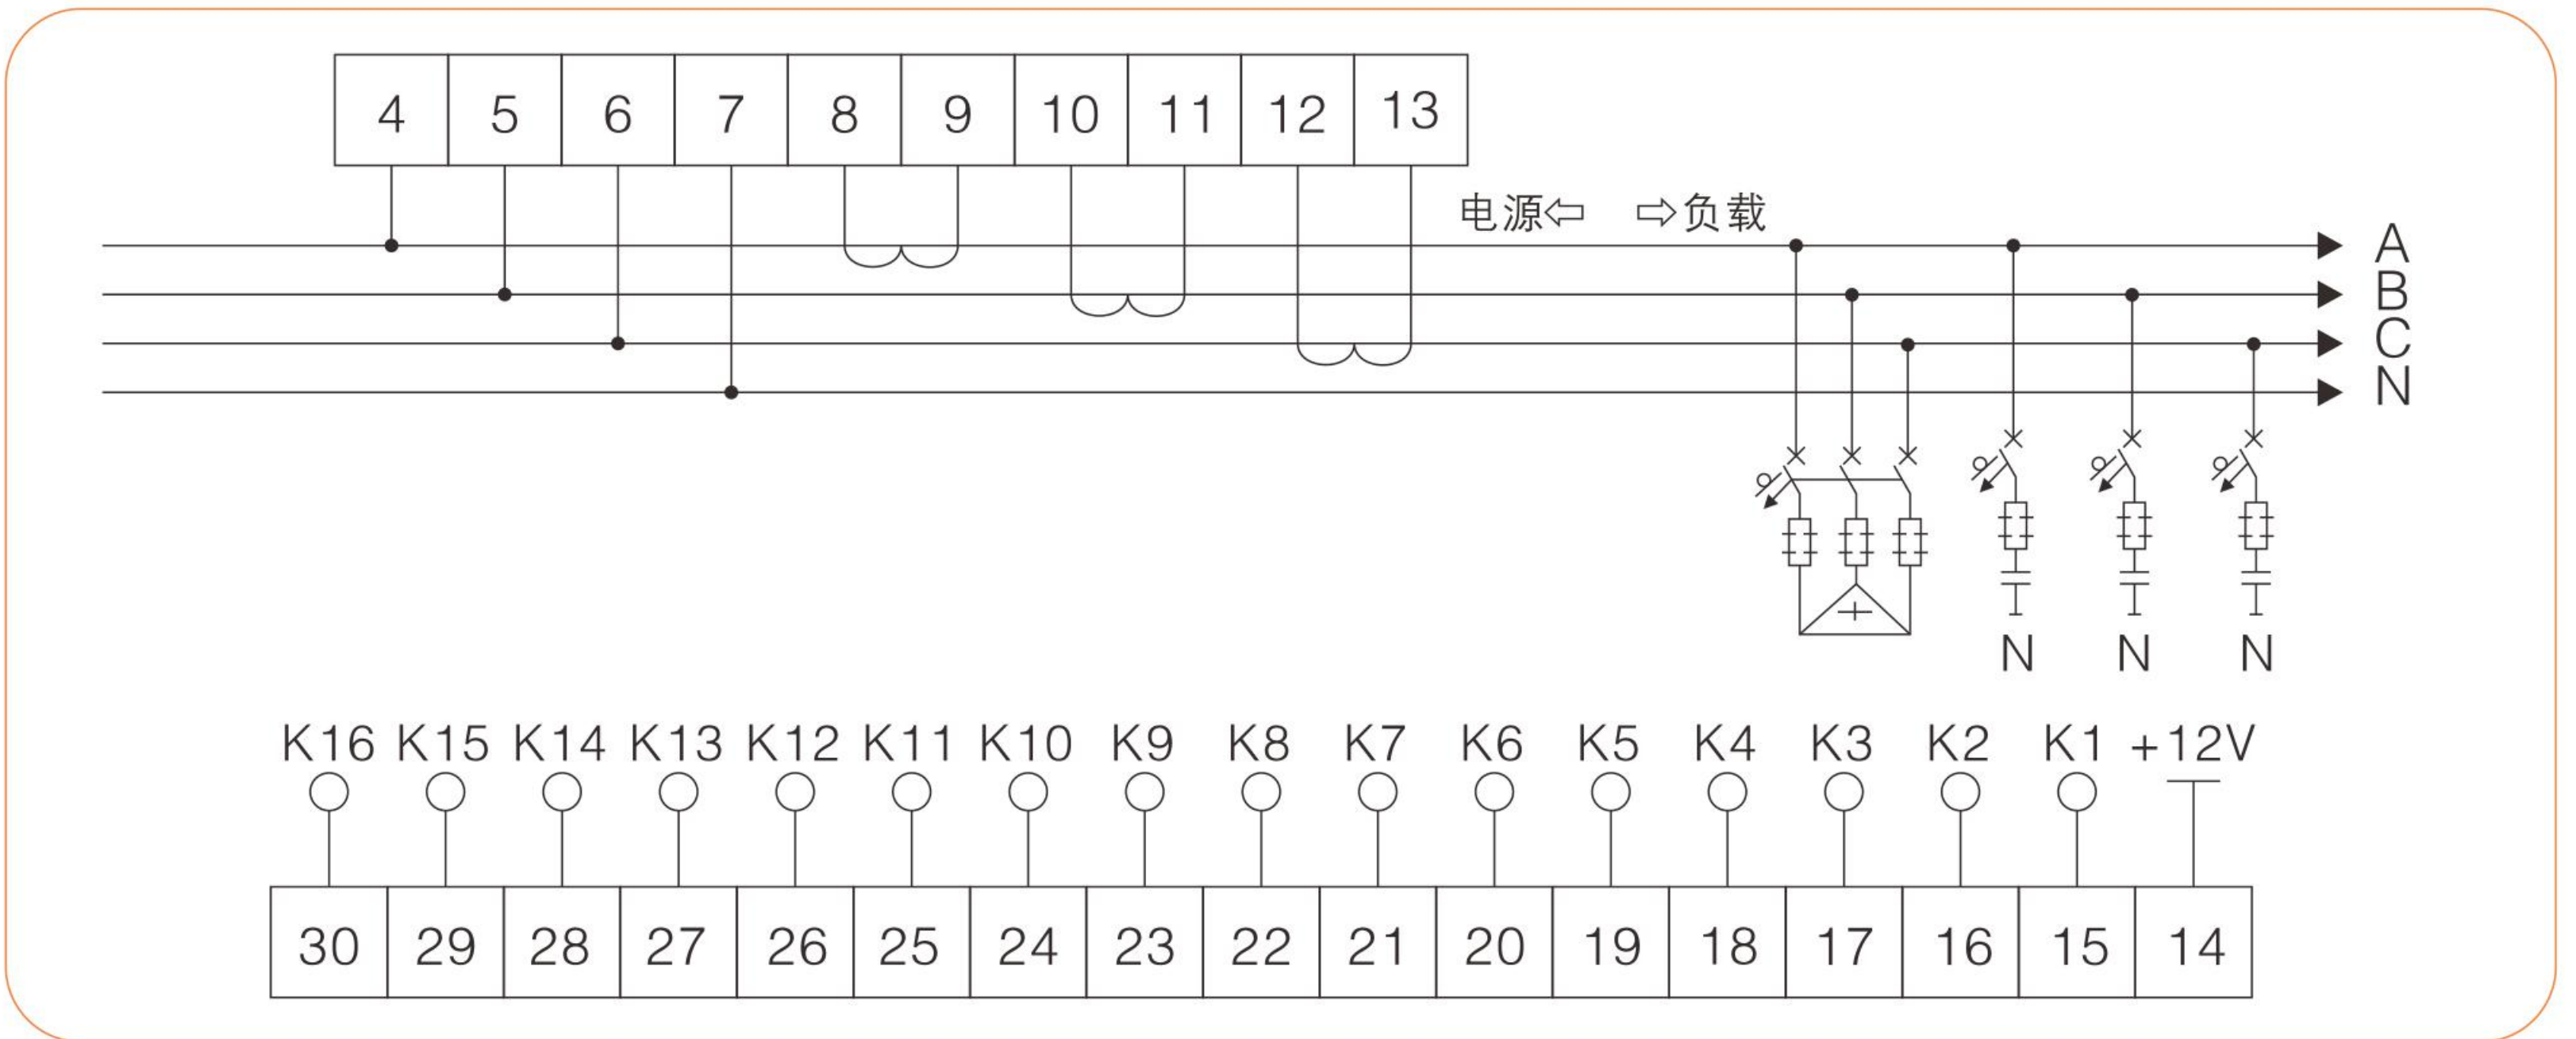 4 5 6 7 8 9 10 11 12 13
电源⇦ ⇨负载
A
B
C
N
N N N
K16 K15 K14 K13 K12 K11 K10 K9 K8 K7 K6 K5 K4 K3 K2 K1 +12V
30 29 28 27 26 25 24 23 22 21 20 19 18 17 16 15 14